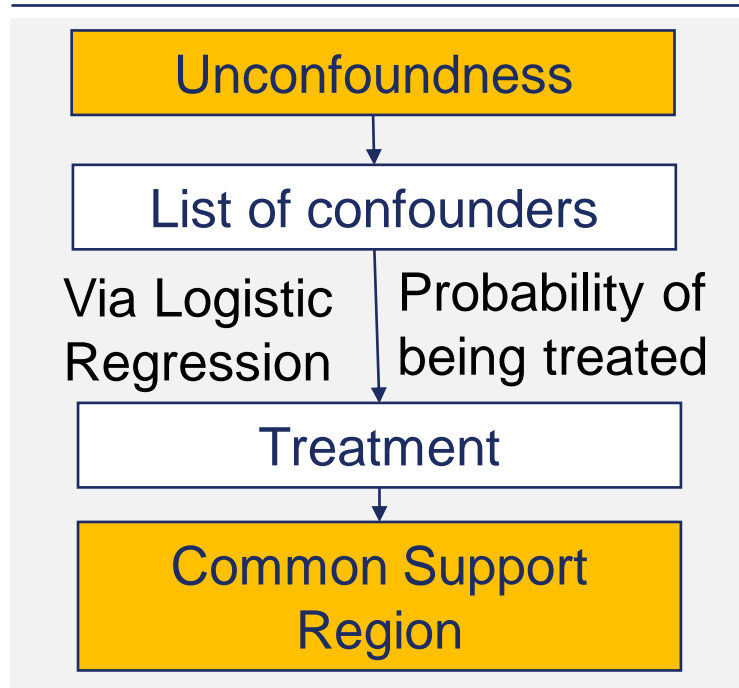 Unconfoundness
List of confounders
Via Logistic
Regression
Probability of
being treated
Treatment
Common Support
Region